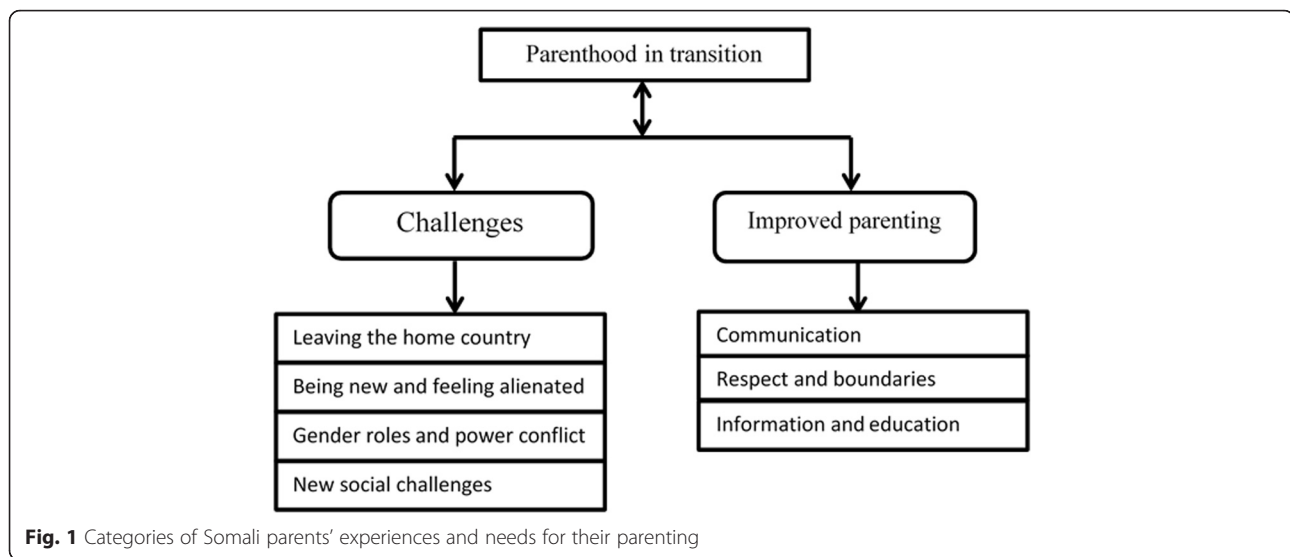 Parenthood in transition
Challenges
Improved parenting
Leaving the home country
Being new and feeling alienated
Gender roles and power conflict
New social challenges
Communication
Respect and boundaries
Information and education
Fig. 1 Categories of Somali parents’ experiences and needs for their parenting